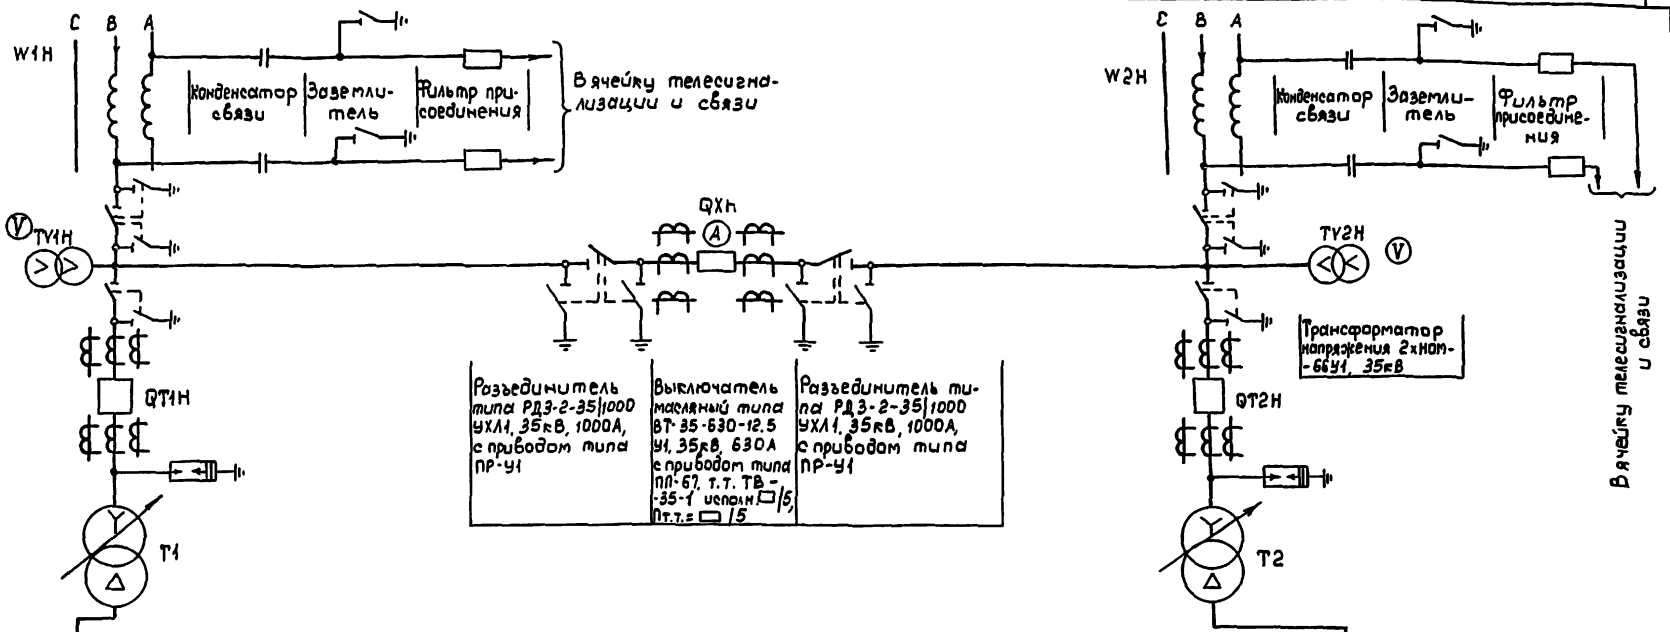 C B A
W1H
Конденсатор
связи
Заземли-
тель
Фильтр при-
соединения
В ячейку телесигна-
лизации и связи
C B A
W2H
Конденсатор
связи
Заземли-
тель
Фильтр
присоедине-
ния
В ячейку телесигнализации
и связи
V
TV1H
QXH
A
TV2H
V
Трансформатор
напряжения 2хНОМ-
-66У1, 35кВ
QT1H
QT2H
Разъединитель
типа РДЗ-2-35/1000
УХЛ1, 35кВ, 1000А,
с приводом типа
ПР-У1
Выключатель
масляный типа
ВТ-35-630-12.5
У1, 35кВ, 630А
с приводом типа
ПП-67, т.т. ТВ-
-35-1 исполн. /5,
Пт.т.= /5
Разъединитель ти-
па РДЗ-2-35/1000
УХЛ1, 35кВ, 1000А,
с приводом типа
ПР-У1
T1
T2